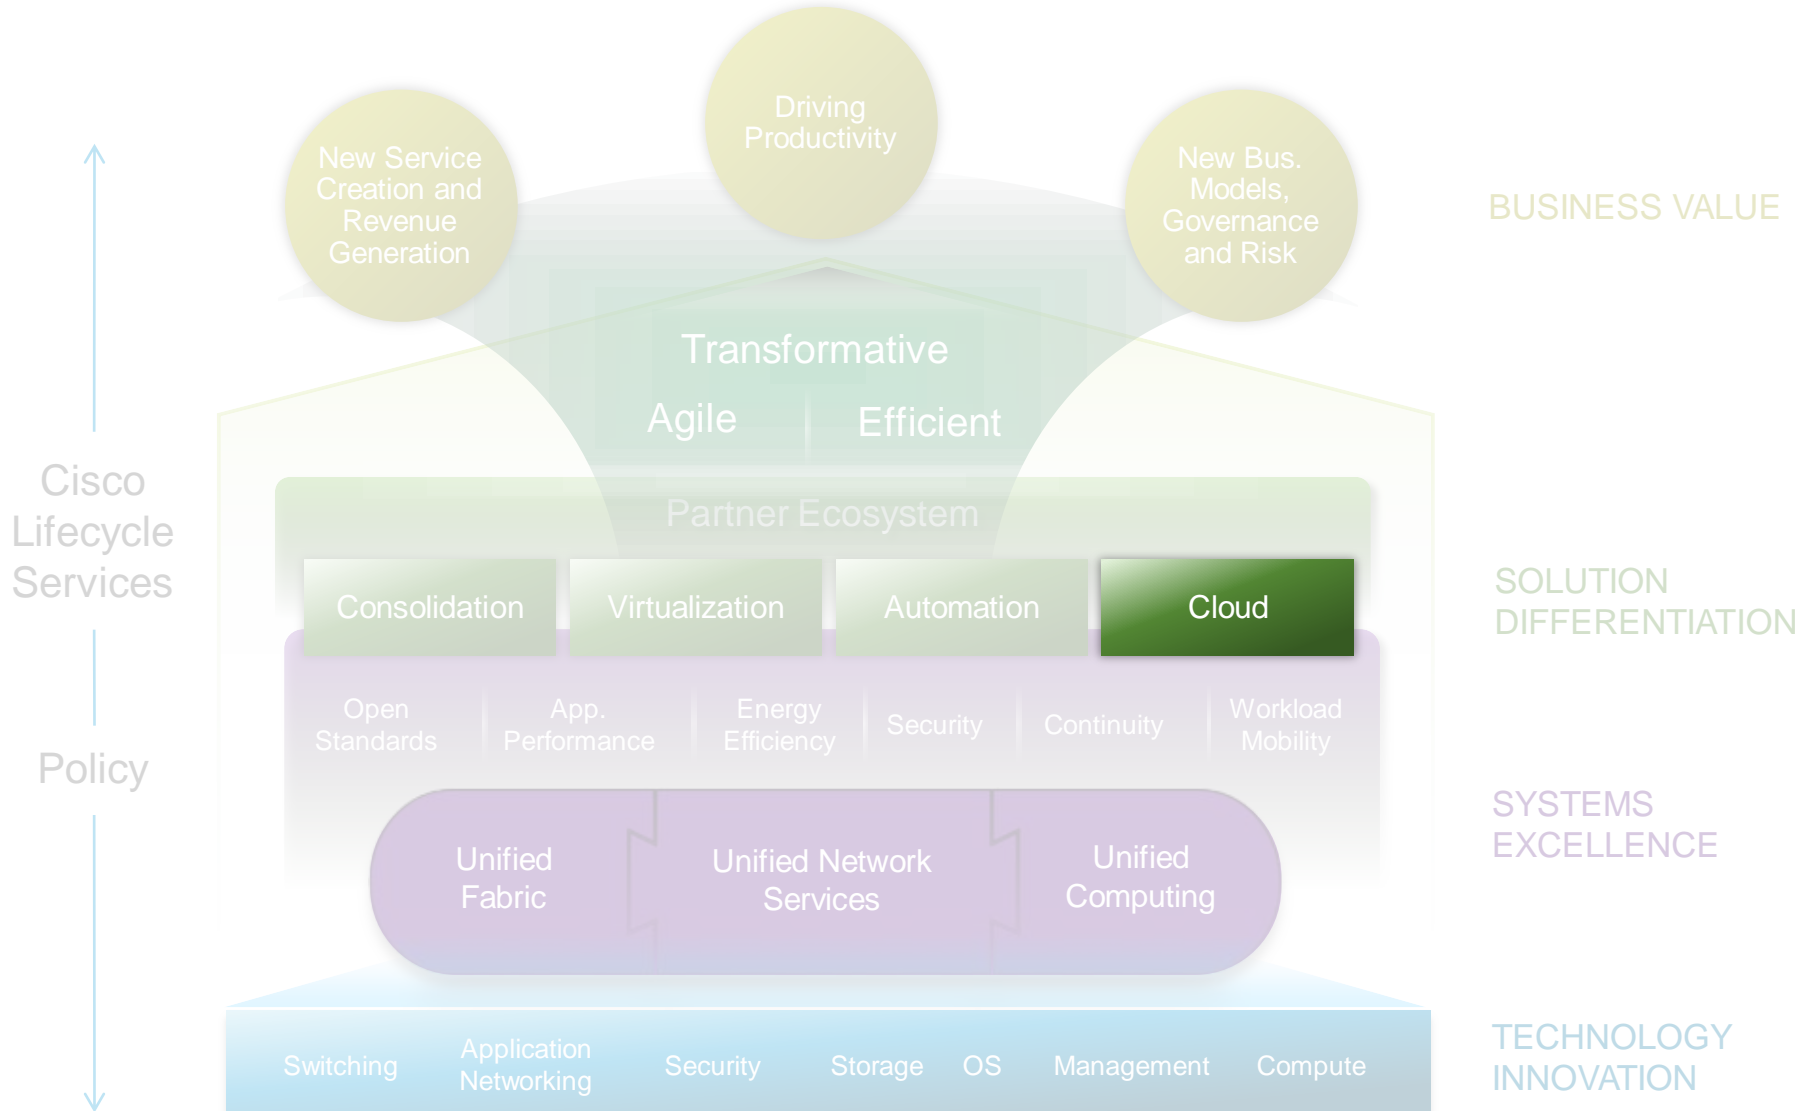 Driving
Productivity
New Service
Creation and
Revenue
Generation
New Bus.
Models,
Governance
and Risk
BUSINESS VALUE
Transformative
Agile
Efficient
Cisco
Lifecycle
Services
Partner Ecosystem
Consolidation
Virtualization
Automation
Cloud
SOLUTION
DIFFERENTIATION
Open
Standards
App.
Performance
Energy
Efficiency
Security
Continuity
Workload
Mobility
Policy
SYSTEMS
EXCELLENCE
Unified
Fabric
Unified Network
Services
Unified
Computing
Switching
Application
Networking
Security
Storage
OS
Management
Compute
TECHNOLOGY
INNOVATION